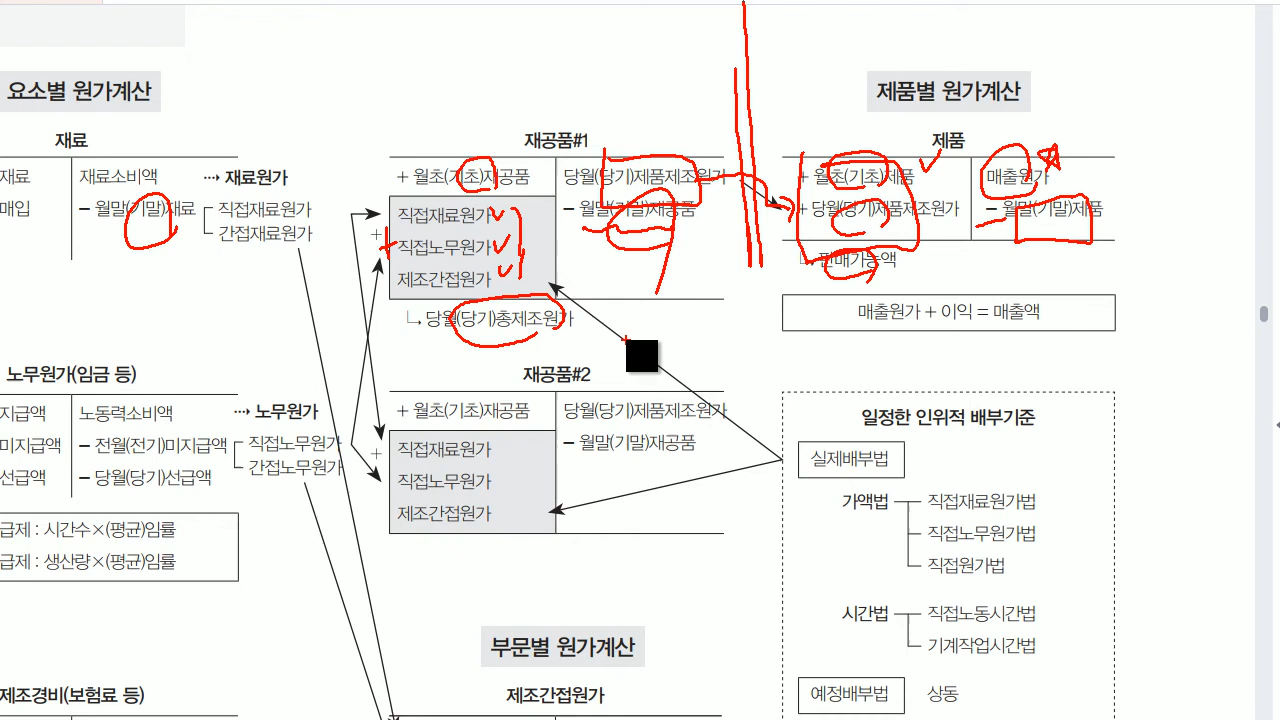 요소별 원가계산
재료
재료
재료소비액
매입
− 월말(기말)재료
재료원가
직접재료원가
간접재료원가
노무원가(임금 등)
지급액
노동력소비액
미지급액
− 전월(전기)미지급액
선급액
− 당월(당기)선급액
노무원가
직접노무원가
간접노무원가
급제 : 시간수×(평균)임률
급제 : 생산량×(평균)임률
제조경비(보험료 등)
재공품#1
+ 월초(기초)재공품
당월(당기)제품제조원가
직접재료원가
− 월말(기말)재공품
+
직접노무원가
제조간접원가
당월(당기)총제조원가
재공품#2
+ 월초(기초)재공품
당월(당기)제품제조원가
직접재료원가
− 월말(기말)재공품
+
직접노무원가
제조간접원가
부문별 원가계산
제조간접원가
제품별 원가계산
제품
+ 월초(기초)제품
매출원가
+ 당월(당기)제품제조원가
− 월말(기말)제품
판매가능액
매출원가 + 이익 = 매출액
일정한 인위적 배부기준
실제배부법
가액법
직접재료원가법
직접노무원가법
직접원가법
시간법
직접노동시간법
기계작업시간법
예정배부법
상동